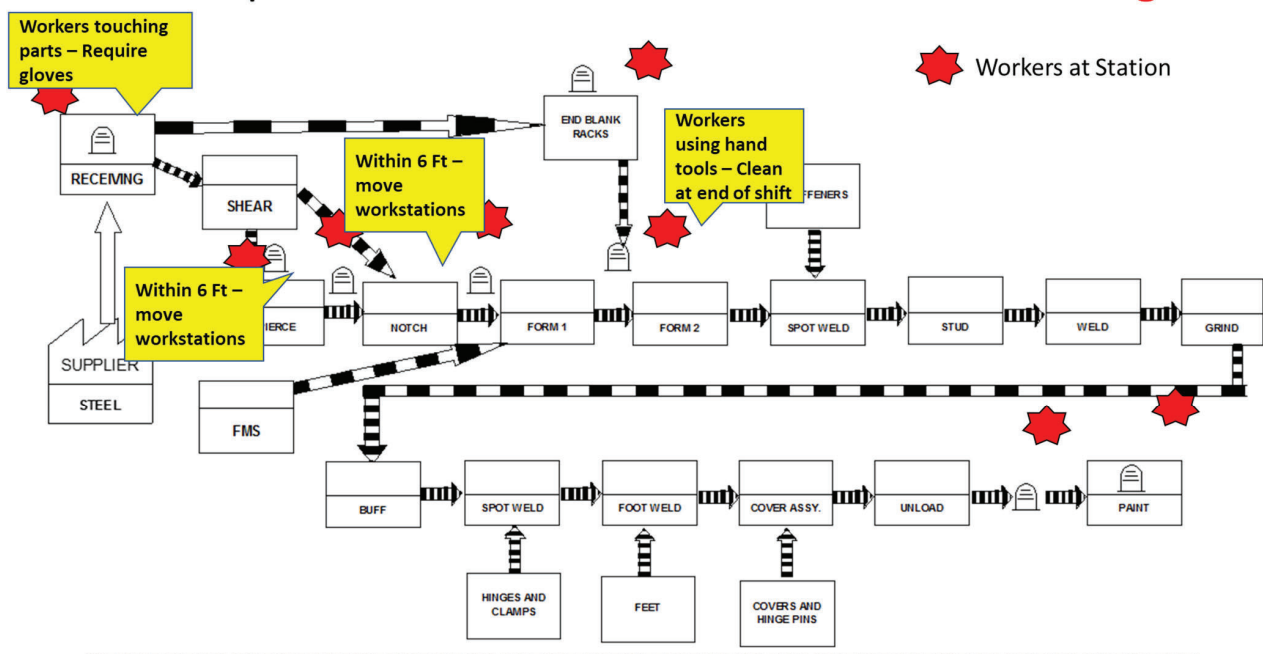 Workers touching
parts – Require
gloves
Workers at Station
END BLANK
RACKS
Workers
using hand
tools – Clean
at end of shift
Within 6 Ft –
move
workstations
RECEIVING
SHEAR
FFENERS
Within 6 Ft –
move
workstations
IERCE
NOTCH
FORM 1
FORM 2
SPOT WELD
STUD
WELD
GRIND
SUPPLIER
STEEL
FMS
BUFF
SPOT WELD
FOOT WELD
COVER ASSY.
UNLOAD
PAINT
HINGES AND
CLAMPS
FEET
COVERS AND
HINGE PINS